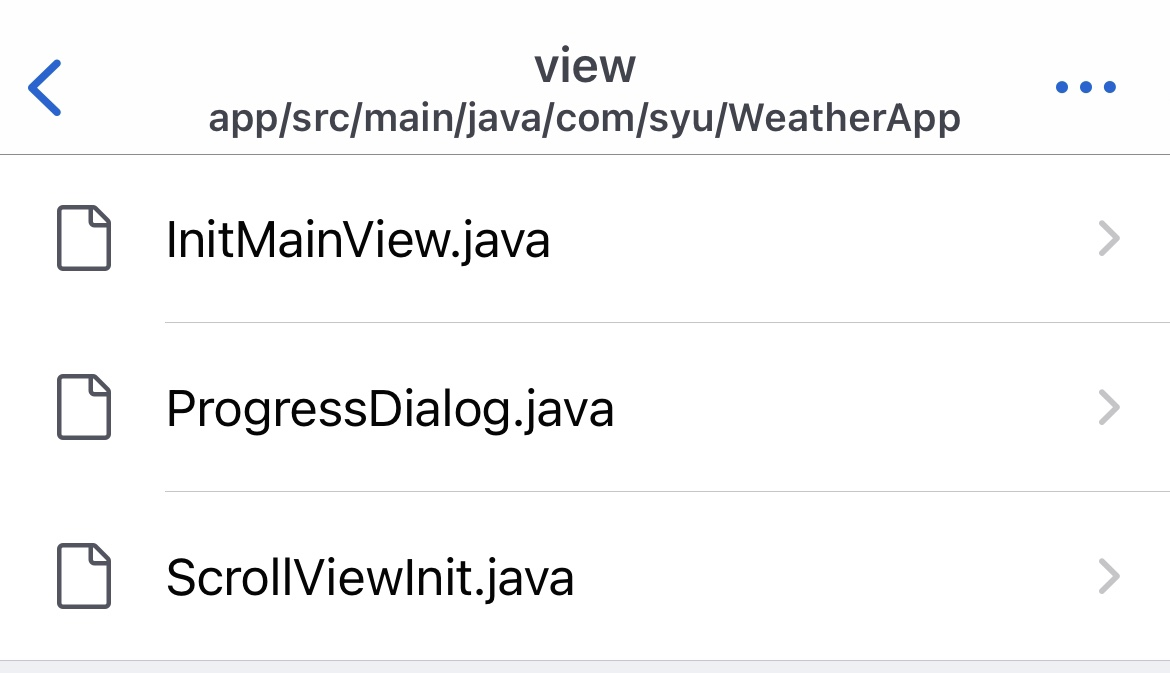 view
app/src/main/java/com/syu/WeatherApp
InitMainView.java
ProgressDialog.java
ScrollViewInit.java